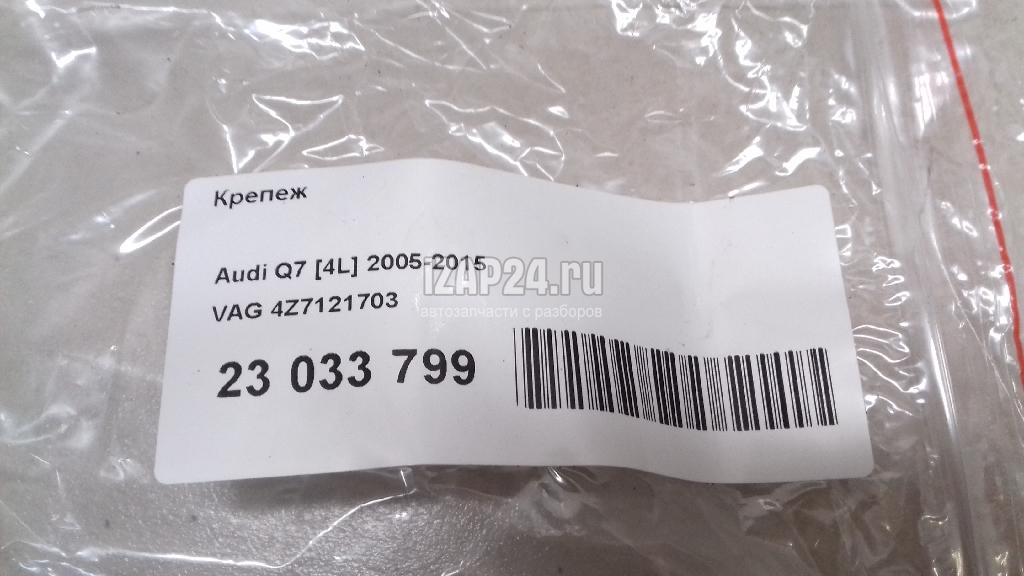 Крепеж
Audi Q7 [4L] 2005-2015
VAG 4Z7121703
23 033 799
IZAP24.ru
автозапчасти с разборов